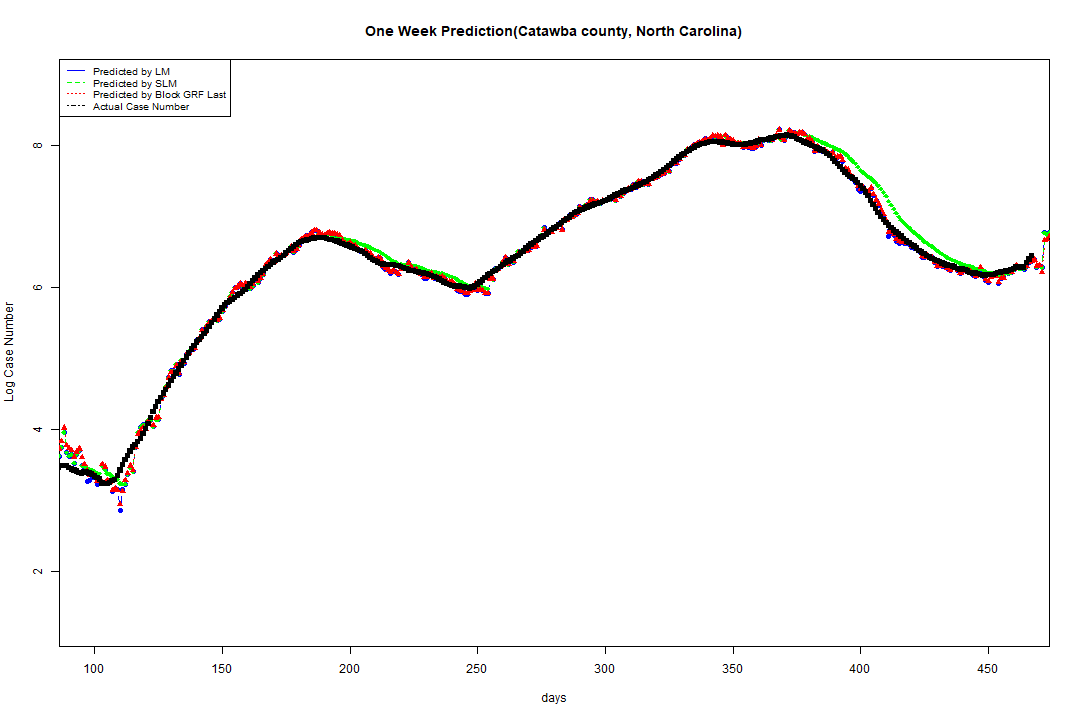 One Week Prediction(Catawba county, North Carolina)
Predicted by LM
Predicted by SLM
Predicted by Block GRF Last
Actual Case Number
Log Case Number
8
6
4
2
100 150 200 250 300 350 400 450
days